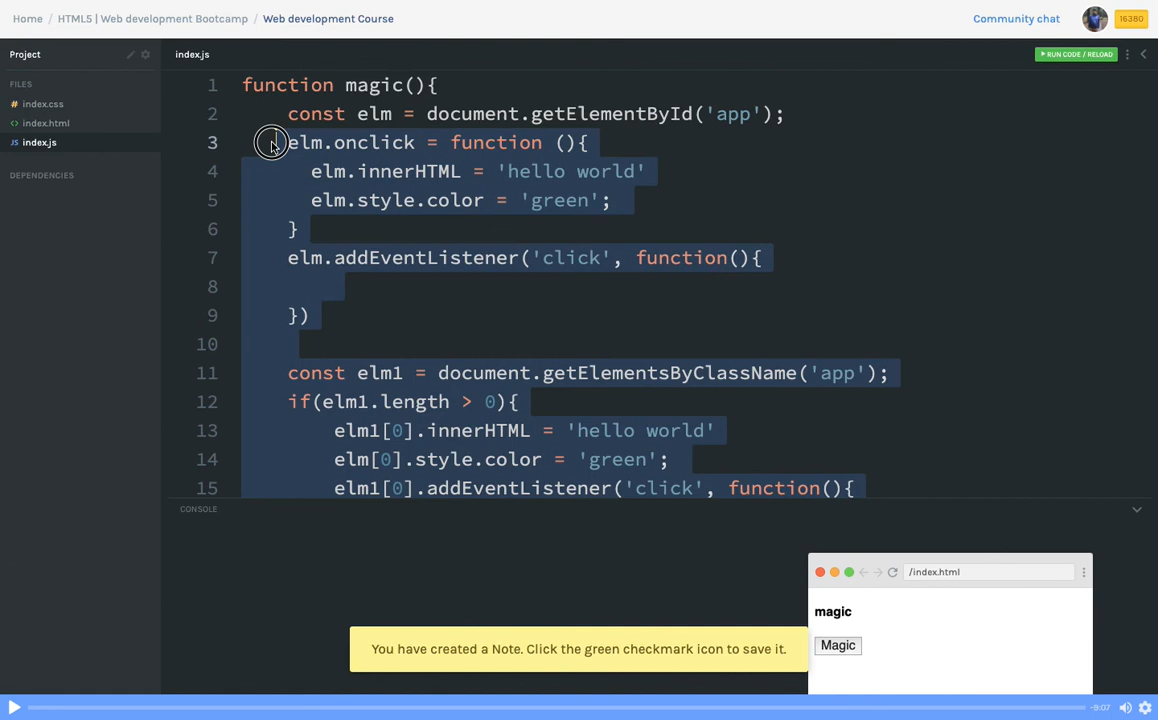 Home / HTML5 | Web development Bootcamp / Web development Course
Community chat
16380
Project
index.js
RUN CODE / RELOAD
FILES
index.css
index.html
JS index.js
DEPENDENCIES
1 function magic(){
2 const elm = document.getElementById('app');
3 elm.onclick = function (){
4 elm.innerHTML = 'hello world'
5 elm.style.color = 'green';
6 }
7 elm.addEventListener('click', function(){
8
9 })
10
11 const elm1 = document.getElementsByClassName('app');
12 if(elm1.length > 0){
13 elm1[0].innerHTML = 'hello world'
14 elm[0].style.color = 'green';
15 elm1[0].addEventListener('click', function(){
CONSOLE
/index.html
magic
Magic
You have created a Note. Click the green checkmark icon to save it.
-9:07